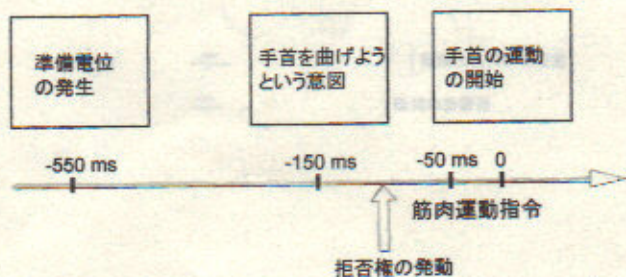 準備電位
の発生
手首を曲げよう
という意図
手首の運動
の開始
-550 ms
-150 ms
-50 ms
0
筋肉運動指令
拒否権の発動